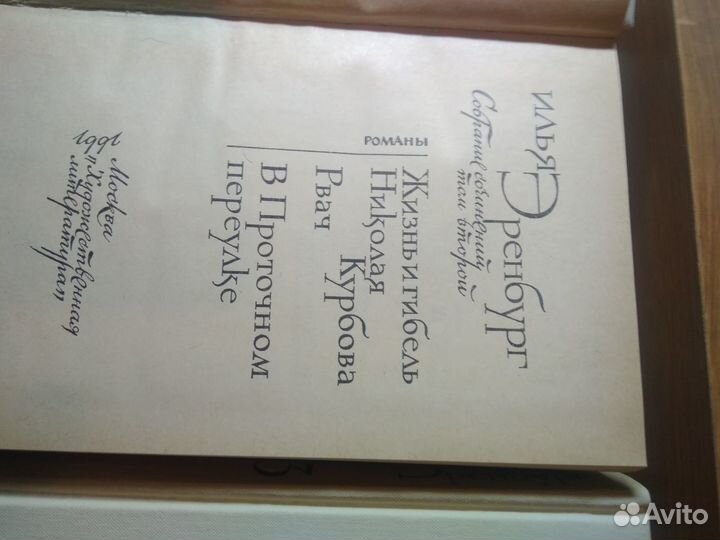 ИЛЬЯ
Эренбург
Собрание сочинений
том второй
РОМАНЫ
Жизнь и гибель
Николая
Курбова
Рвач
В Проточном
переулке
Москва
"Художественная
литература"
1991
3
Avito